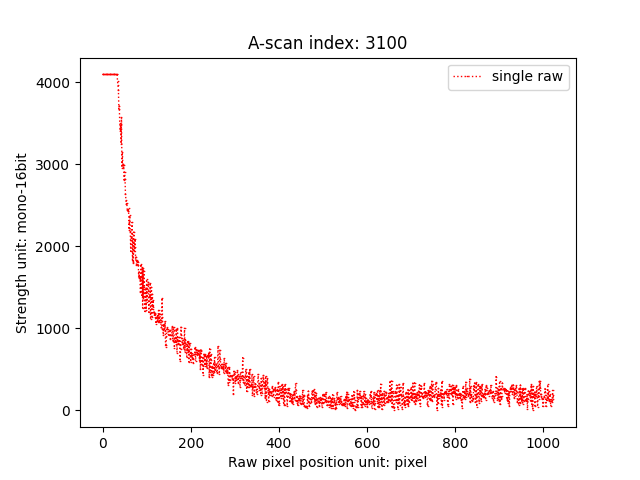 A-scan index: 3100
single raw
Strength unit: mono-16bit
4000
3000
2000
1000
0
0 200 400 600 800 1000
Raw pixel position unit: pixel